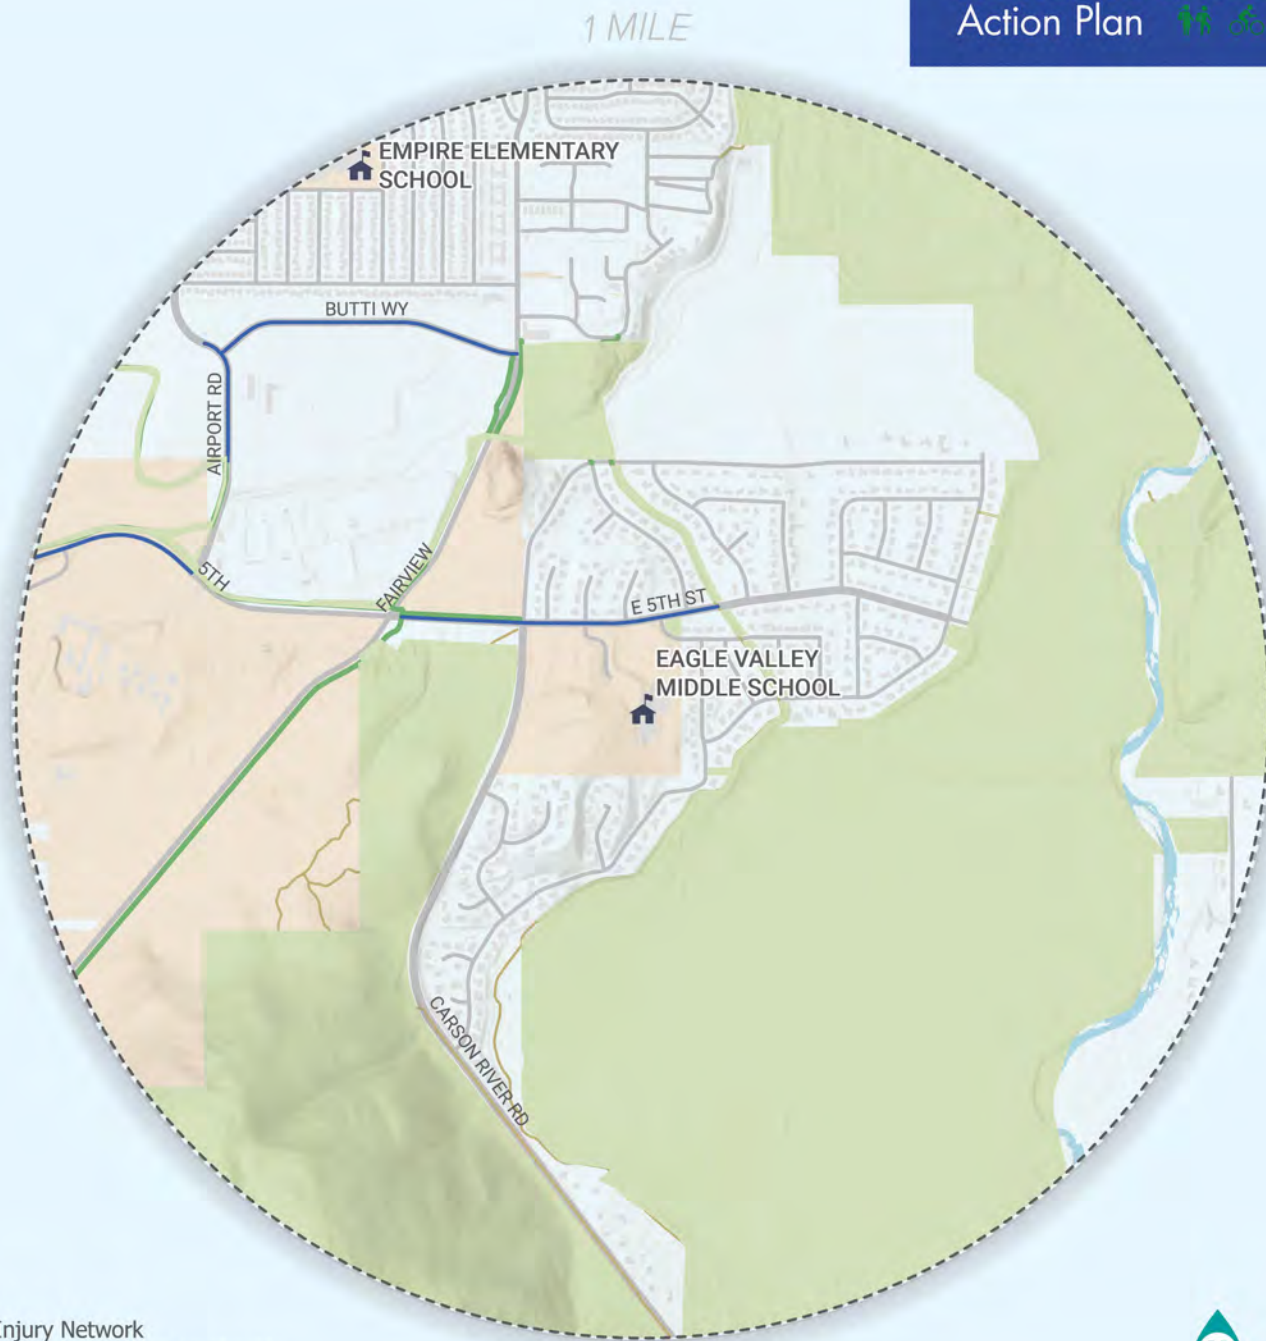 1 MILE
Action Plan
EMPIRE ELEMENTARY
SCHOOL
BUTTI WY
AIRPORT RD
FAIRVIEW
5TH
E 5TH ST
EAGLE VALLEY
MIDDLE SCHOOL
CARSON RIVER RD
Injury Network